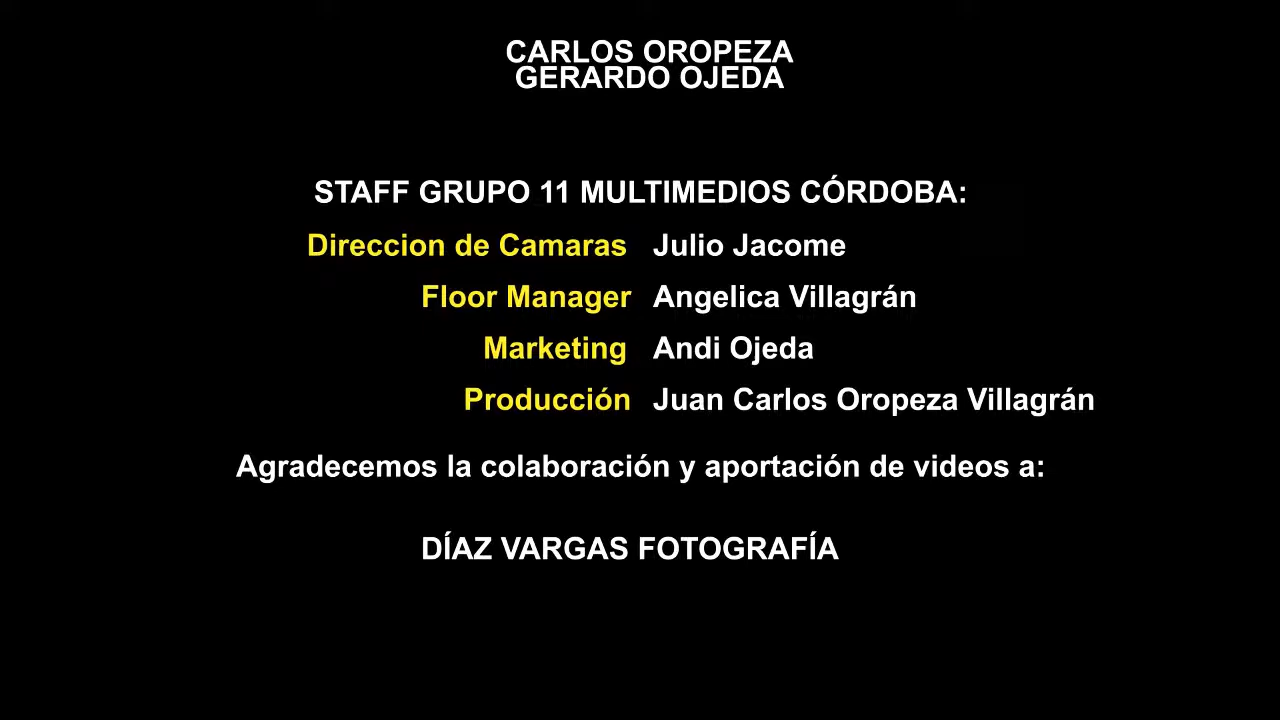 CARLOS OROPEZA
GERARDO OJEDA
STAFF GRUPO 11 MULTIMEDIOS CÓRDOBA:
Direccion de Camaras Julio Jacome
Floor Manager Angelica Villagrán
Marketing Andi Ojeda
Producción Juan Carlos Oropeza Villagrán
Agradecemos la colaboración y aportación de videos a:
DÍAZ VARGAS FOTOGRAFÍA